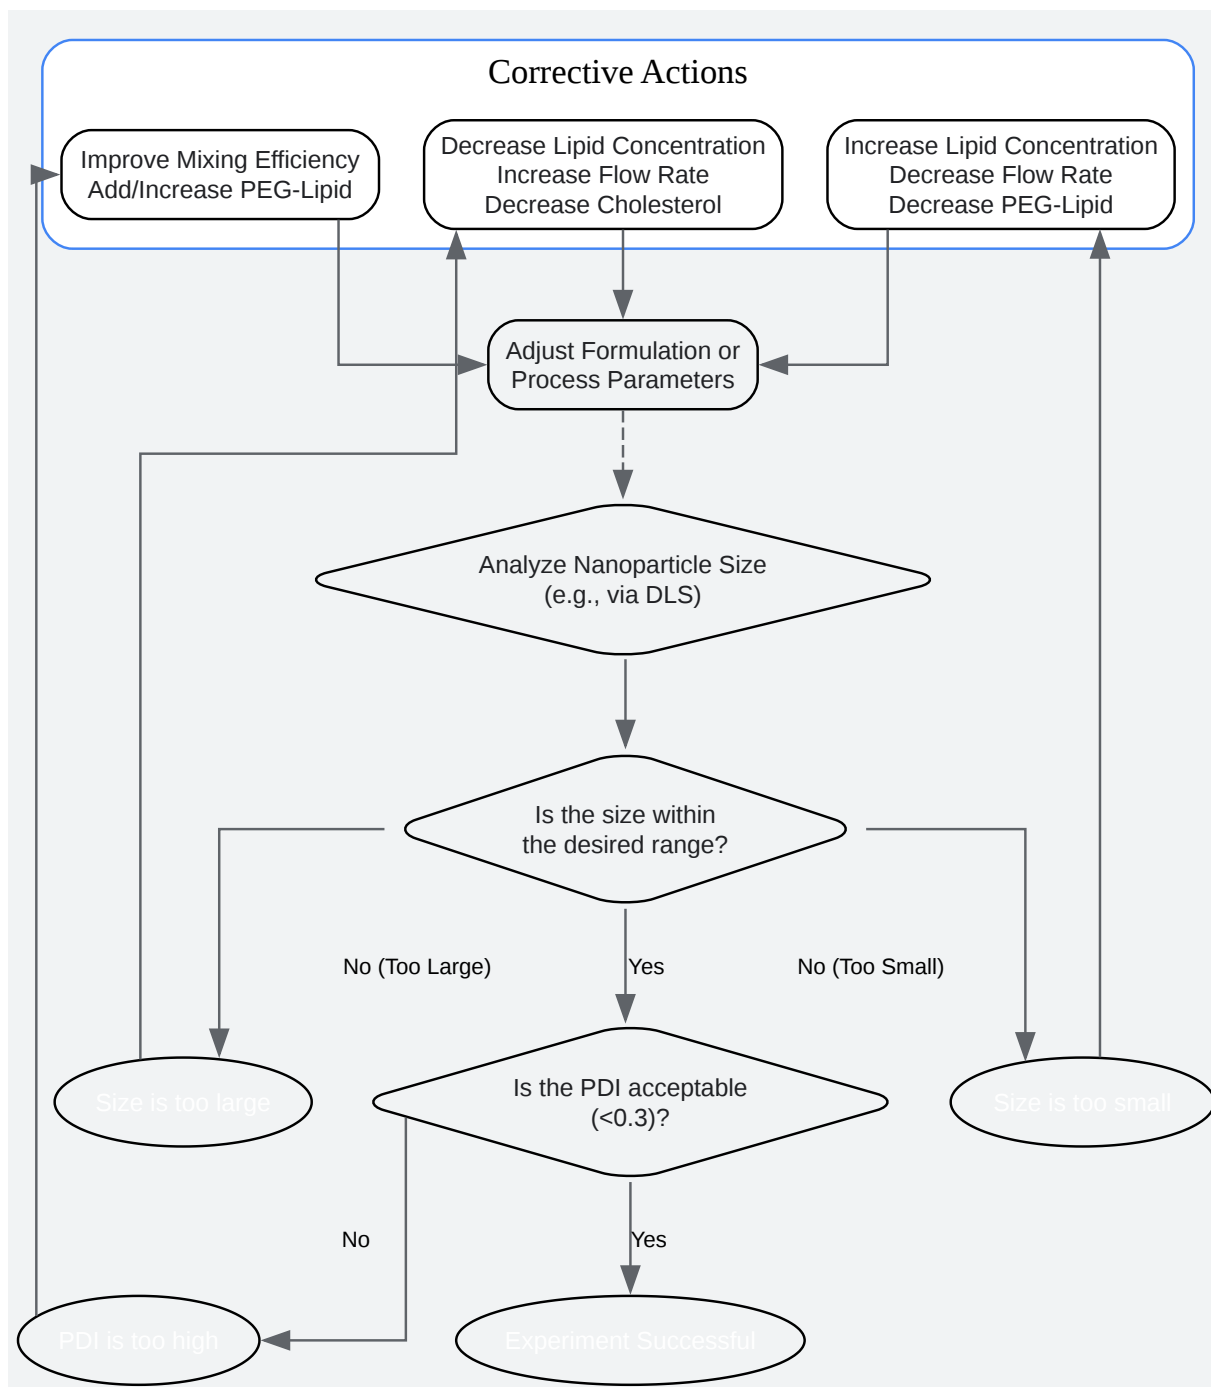 Corrective Actions
Improve Mixing Efficiency
Add/Increase PEG-Lipid
Decrease Lipid Concentration
Increase Flow Rate
Decrease Cholesterol
Increase Lipid Concentration
Decrease Flow Rate
Decrease PEG-Lipid
Adjust Formulation or
Process Parameters
Analyze Nanoparticle Size
(e.g., via DLS)
Is the size within
the desired range?
No (Too Large)
Yes
No (Too Small)
Size is too large
Is the PDI acceptable
(<0.3)?
Size is too small
No
Yes
PDI is too high
Experiment Successful